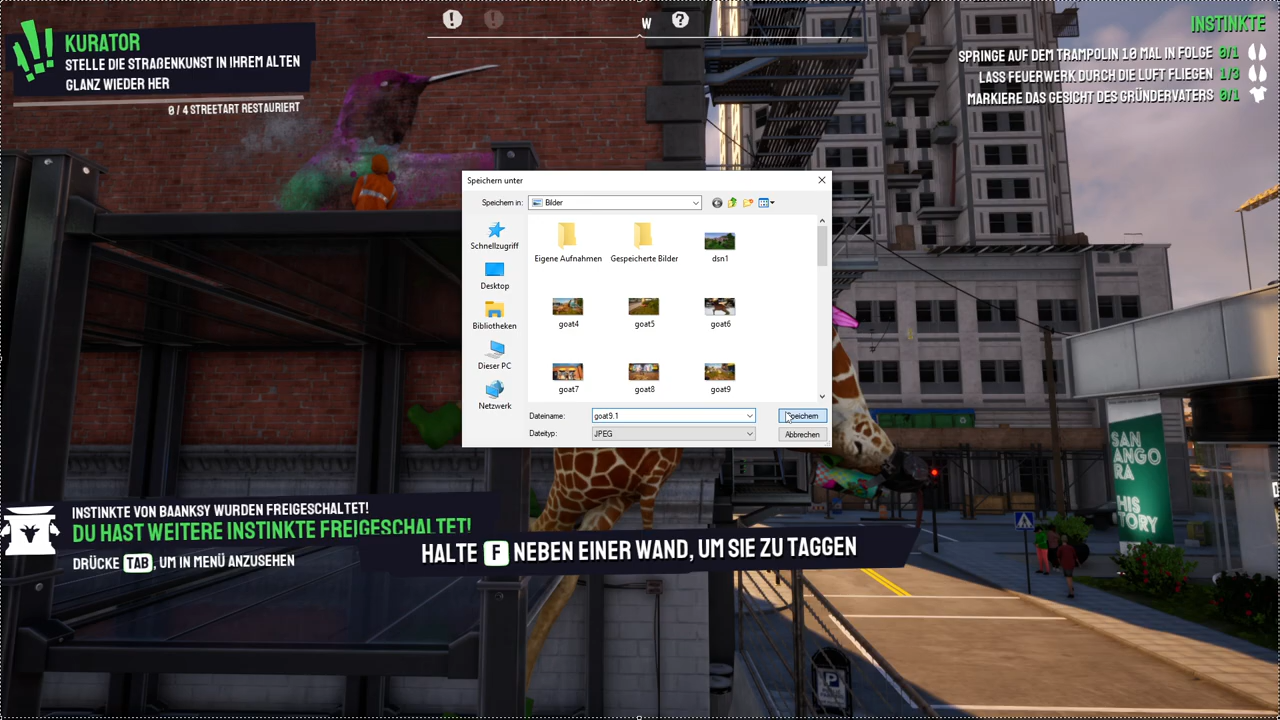 KURATOR
STELLE DIE STRAßENKUNST IN IHREM ALTEN
GLANZ WIEDER HER
0 / 4 STREETART RESTAURIERT
W
INSTINKTE
SPRINGE AUF DEM TRAMPOLIN 10 MAL IN FOLGE 0/1
LASS FEUERWERK DURCH DIE LUFT FLIEGEN 1/3
MARKIERE DAS GESICHT DES GRÜNDERVATERS 0/1
Speichern unter
Speichern in:
Bilder
Schnellzugriff
Desktop
Bibliotheken
Dieser PC
Netzwerk
Eigene Aufnahmen
Gespeicherte Bilder
dsn1
goat4
goat5
goat6
goat7
goat8
goat9
Dateiname:
goat9.1
Speichern
Dateityp:
JPEG
Abbrechen
SAN
ANGO
RA
HIS
TORY
INSTINKTE VON BAANKSY WURDEN FREIGESCHALTET!
DU HAST WEITERE INSTINKTE FREIGESCHALTET!
DRÜCKE TAB, UM IN MENÜ ANZUSEHEN
HALTE F NEBEN EINER WAND, UM SIE ZU TAGGEN
P